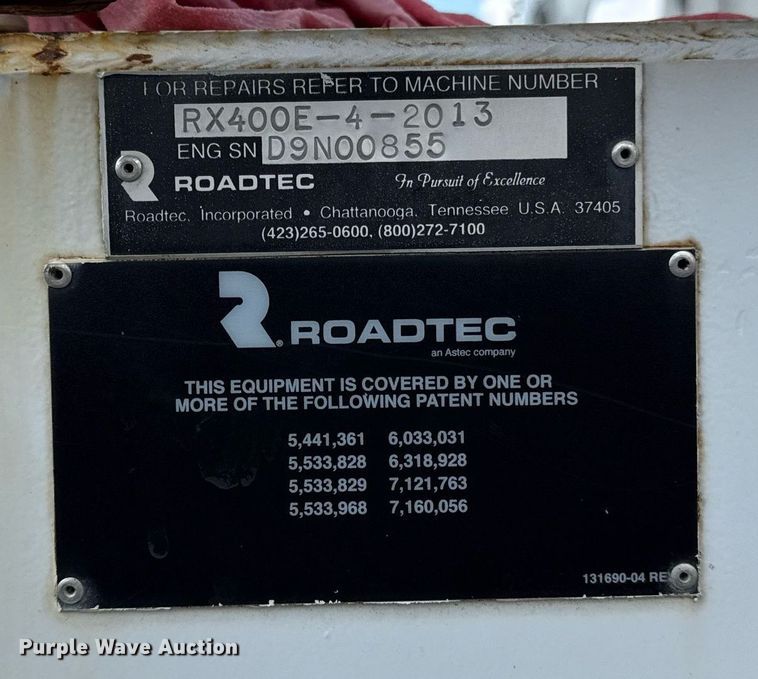 FOR REPAIRS REFER TO MACHINE NUMBER
RX400E-4-2013
ENG SN D9N00855
ROADTEC In Pursuit of Excellence
Roadtec, Incorporated • Chattanooga, Tennessee U.S.A. 37405
(423)265-0600, (800)272-7100
ROADTEC
an Astec company
THIS EQUIPMENT IS COVERED BY ONE OR
MORE OF THE FOLLOWING PATENT NUMBERS
5,441,361 6,033,031
5,533,828 6,318,928
5,533,829 7,121,763
5,533,968 7,160,056
131690-04 RE
Purple Wave Auction